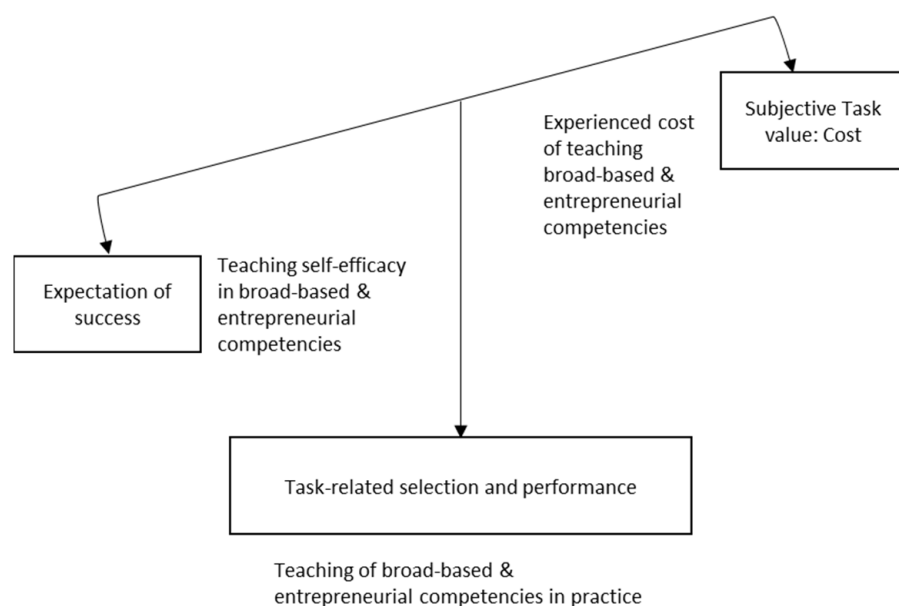 Subjective Task
value: Cost
Experienced cost
of teaching
broad-based &
entrepreneurial
competencies
Expectation of
success
Teaching self-efficacy
in broad-based &
entrepreneurial
competencies
Task-related selection and performance
Teaching of broad-based &
entrepreneurial competencies in practice